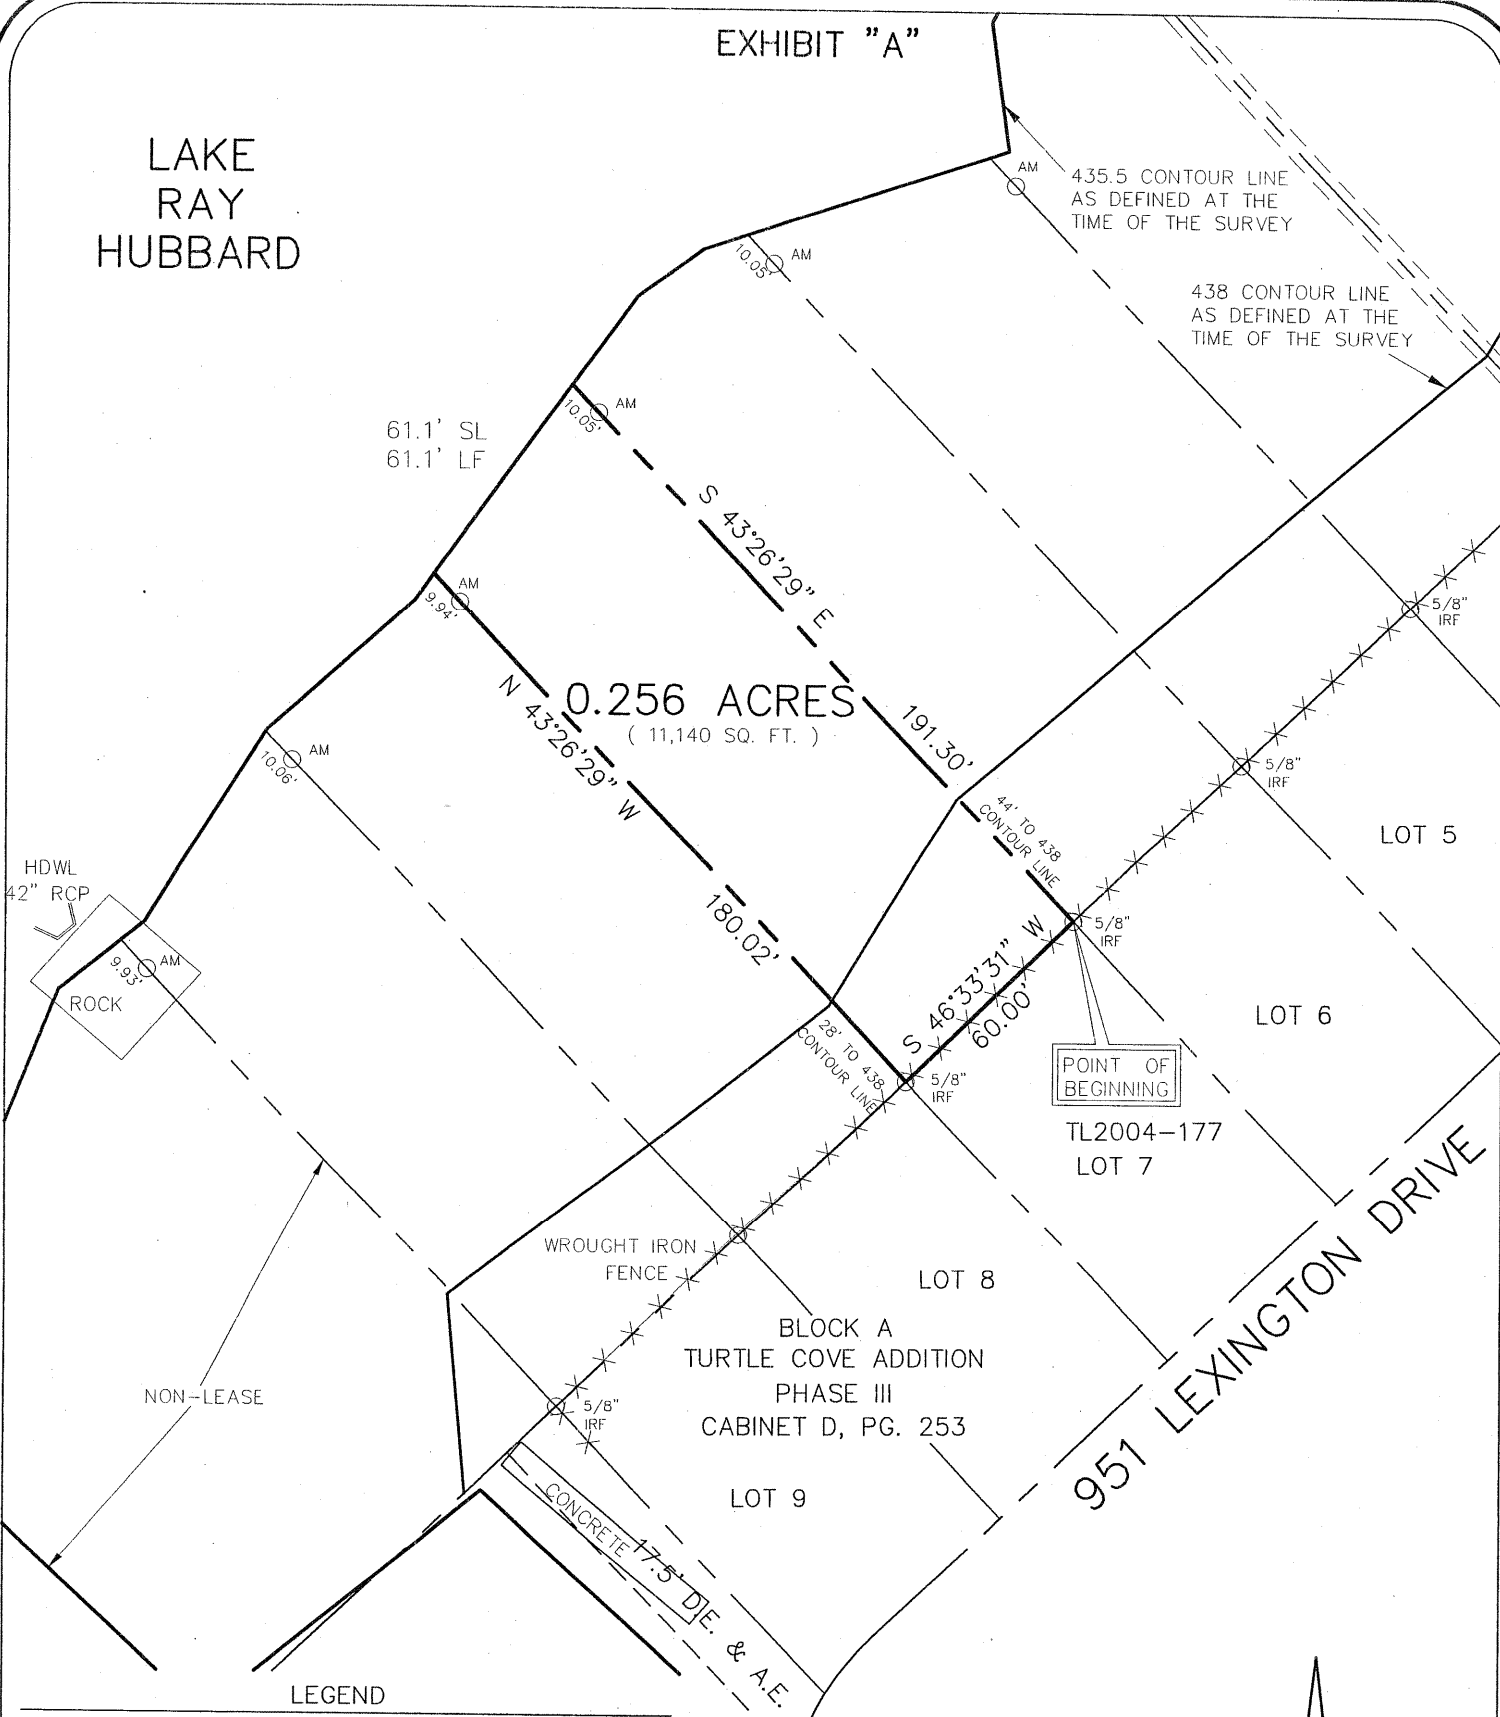 EXHIBIT "A"
LAKE
RAY
HUBBARD
AM
435.5 CONTOUR LINE
AS DEFINED AT THE
TIME OF THE SURVEY
10.05'
AM
438 CONTOUR LINE
AS DEFINED AT THE
TIME OF THE SURVEY
10.05'
AM
61.1' SL
61.1' LF
S 43°26'29" E
191.30'
AM
9.94'
5/8"
IRF
0.256 ACRES
( 11,140 SQ. FT. )
N 43°26'29" W
180.02'
AM
10.06'
5/8"
IRF
44' TO 438
CONTOUR LINE
LOT 5
HDWL
42" RCP
AM
9.93'
ROCK
5/8"
IRF
S 46°33'31" W
60.00'
LOT 6
28' TO 438
CONTOUR LINE
5/8"
IRF
POINT OF
BEGINNING
TL2004-177
LOT 7
951 LEXINGTON DRIVE
WROUGHT IRON
FENCE
LOT 8
BLOCK A
TURTLE COVE ADDITION
PHASE III
CABINET D, PG. 253
NON-LEASE
5/8"
IRF
LOT 9
CONCRETE
17.5' D.E. & A.E.
LEGEND